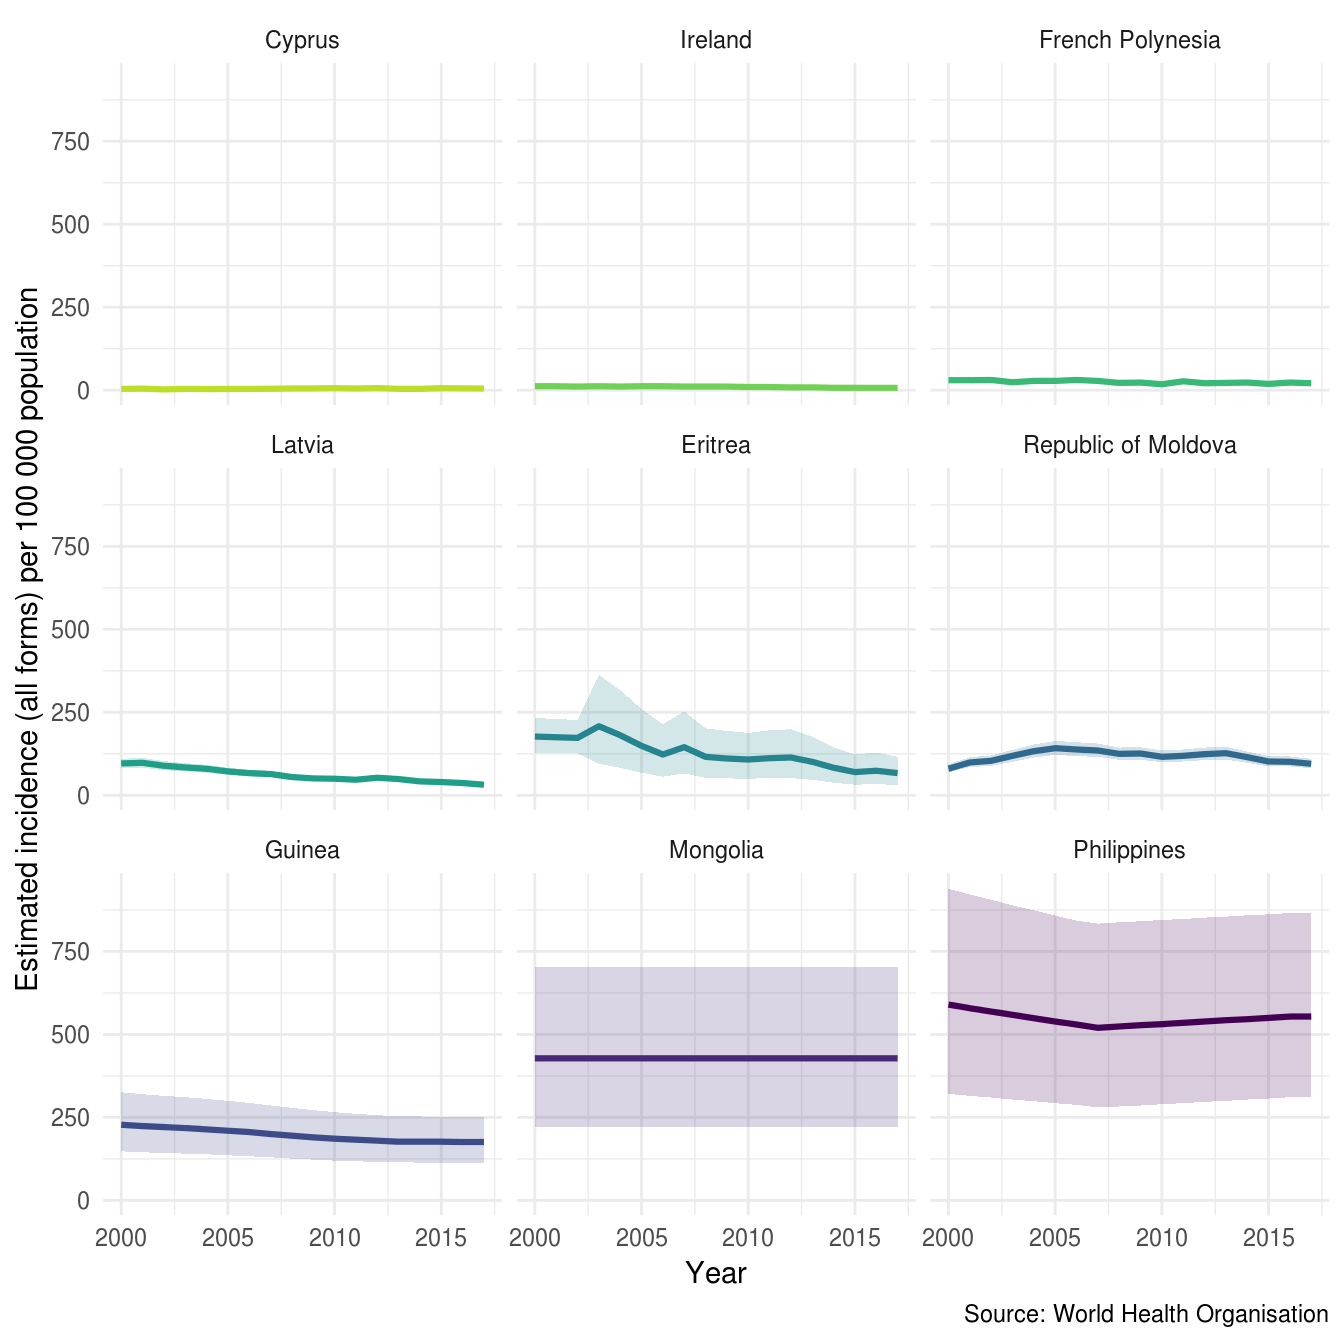 Cyprus
Ireland
French Polynesia
750
500
250
0
Latvia
Eritrea
Republic of Moldova
750
500
250
0
Guinea
Mongolia
Philippines
750
500
250
0
2000 2005 2010 2015 2000 2005 2010 2015 2000 2005 2010 2015
Estimated incidence (all forms) per 100 000 population
Year
Source: World Health Organisation